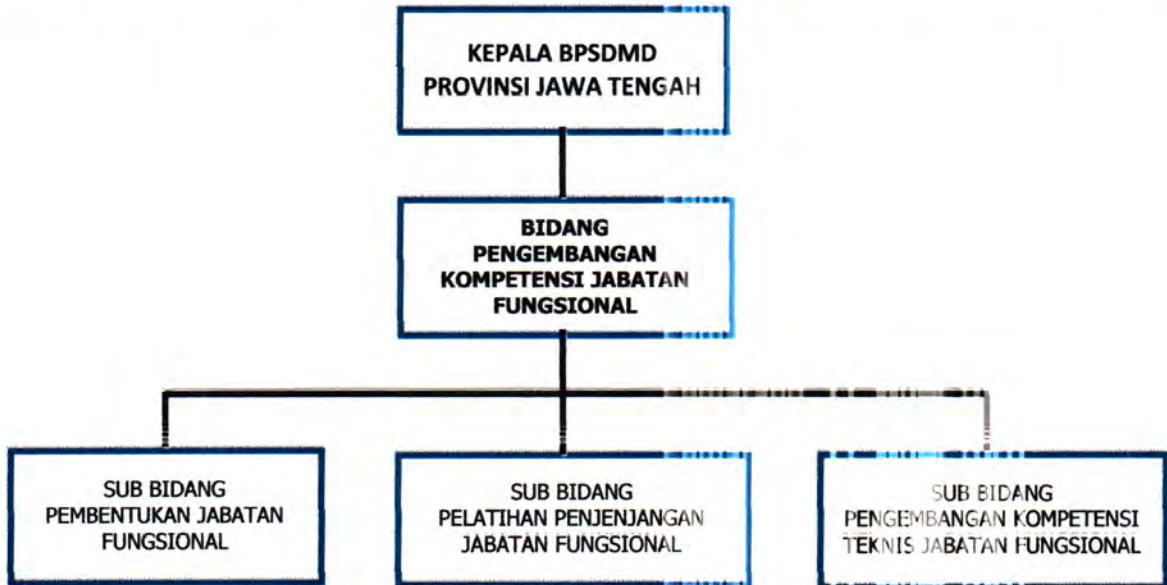 KEPALA BPSDMD
PROVINSI JAWA TENGAH
BIDANG
PENGEMBANGAN
KOMPETENSI JABATAN
FUNGSIONAL
SUB BIDANG
PEMBENTUKAN JABATAN
FUNGSIONAL
SUB BIDANG
PELATIHAN PENJENJANGAN
JABATAN FUNGSIONAL
SUB BIDANG
PENGEMBANGAN KOMPETENSI
TEKNIS JABATAN FUNGSIONAL